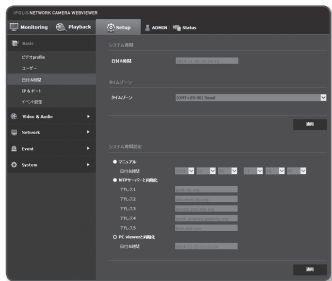 iPOLiS NETWORK CAMERA WEBVIEWER
Monitoring
Playback
Setup
ADMIN
Status
Basic
ビデオprofile
ユーザー
日付&時間
IP & ポート
イベント設定
Video & Audio
Network
Event
System
システム時間
日付&時間
タイムゾーン
タイムゾーン
(GMT+09:00) Seoul
適用
システム時間設定
マニュアル
日付&時間
NTPサーバーと同期化
アドレス1
アドレス2
アドレス3
アドレス4
アドレス5
PC viewerと同期化
日付&時間
適用